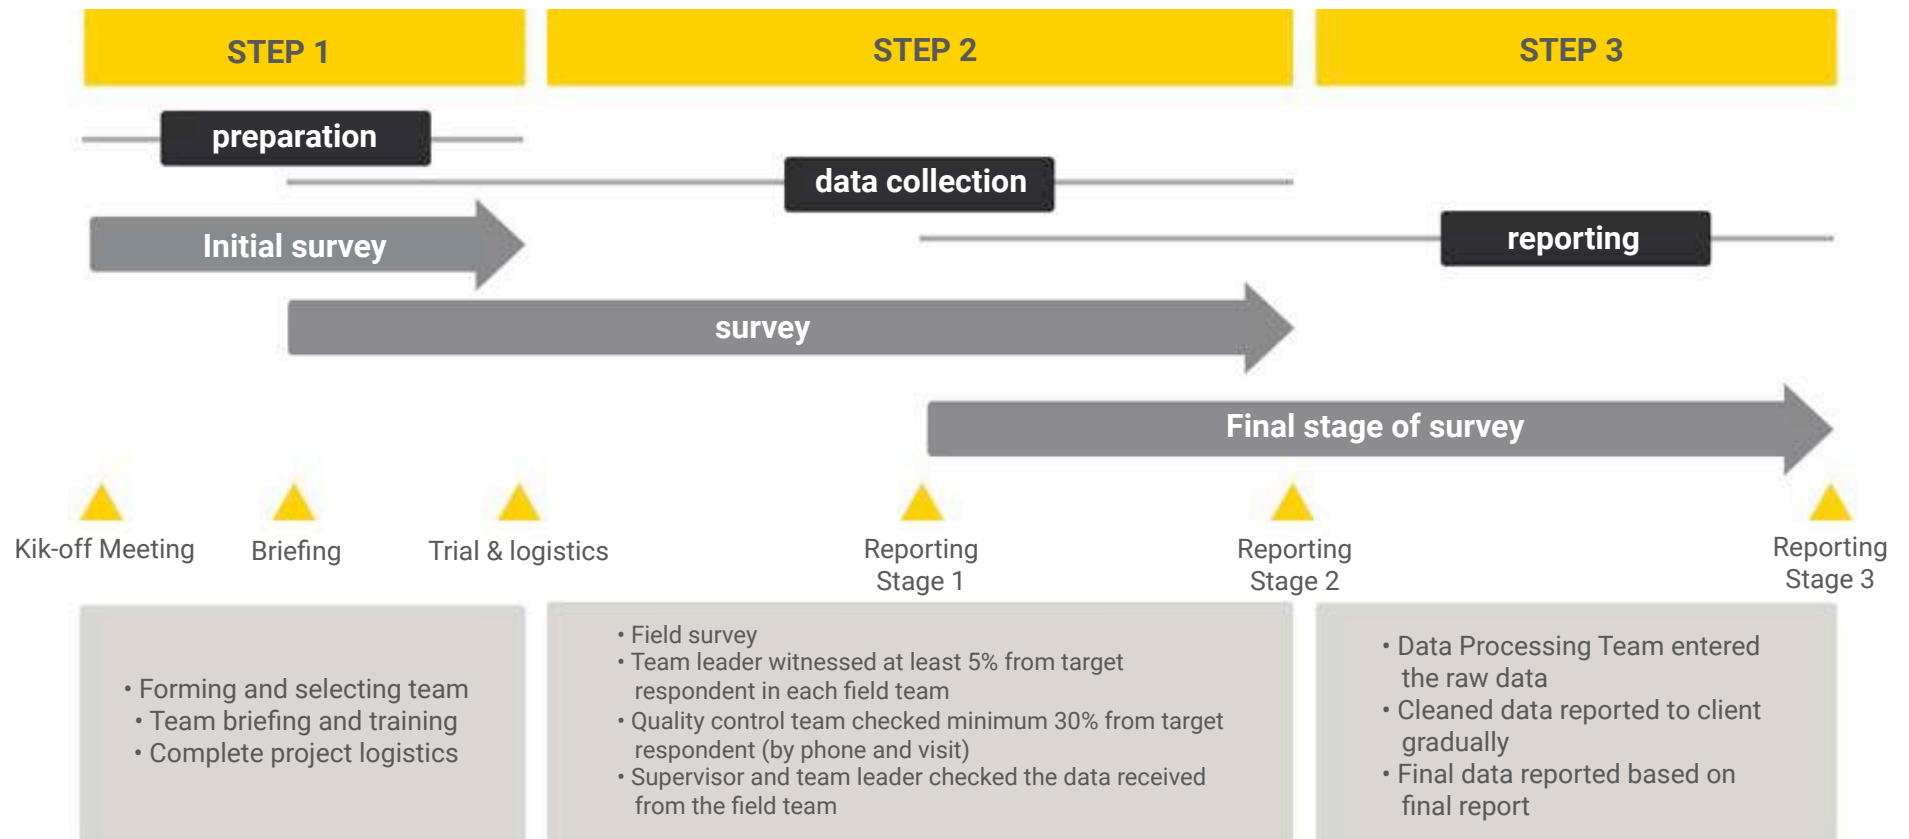 STEP 1
STEP 2
STEP 3
preparation
data collection
reporting
Initial survey
survey
Final stage of survey
Kik-off Meeting
Briefing
Trial & logistics
Reporting
Stage 1
Reporting
Stage 2
Reporting
Stage 3
• Forming and selecting team
• Team briefing and training
• Complete project logistics
• Field survey
• Team leader witnessed at least 5% from target
respondent in each field team
• Quality control team checked minimum 30% from target
respondent (by phone and visit)
• Supervisor and team leader checked the data received
from the field team
• Data Processing Team entered
the raw data
• Cleaned data reported to client
gradually
• Final data reported based on
final report